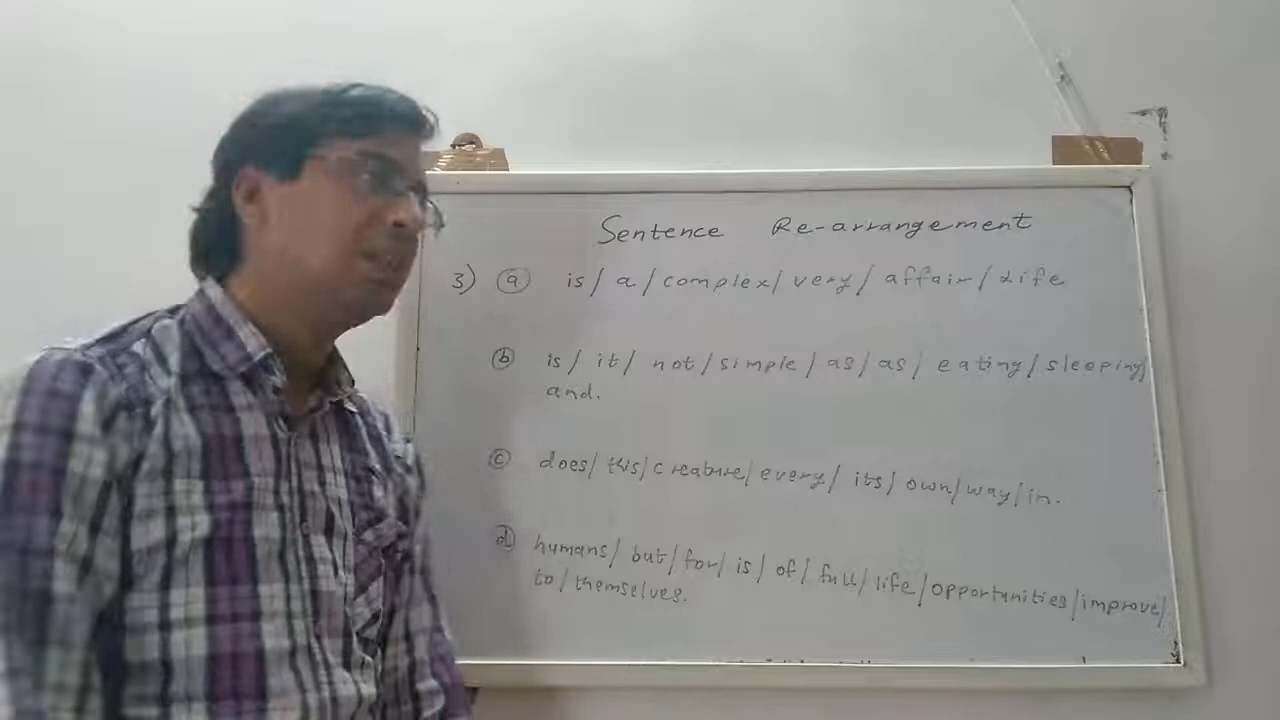 Sentence Re-arrangement
3) a is / a / complex / very / affair / Life
b is / it / not / simple / as / as / eating / sleeping /
and.
c does / this / creature / every / its / own / way / in.
d humans / but / for / is / of / full / life / opportunities / improve /
to / themselves.